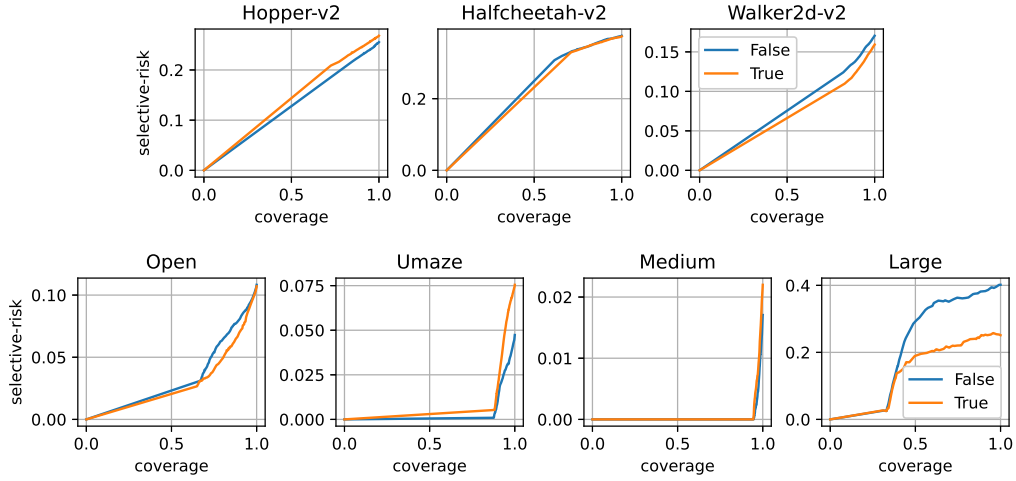 Hopper-v2
Halfcheetah-v2
Walker2d-v2
selective-risk
0.2
0.1
0.0
0.0 0.5 1.0
coverage
0.2
0.0
0.0 0.5 1.0
coverage
False
True
0.15
0.10
0.05
0.00
0.0 0.5 1.0
coverage
Open
Umaze
Medium
Large
selective-risk
0.10
0.05
0.00
0.0 0.5 1.0
coverage
0.075
0.050
0.025
0.000
0.0 0.5 1.0
coverage
0.02
0.01
0.00
0.0 0.5 1.0
coverage
0.4
0.2
0.0
False
True
0.0 0.5 1.0
coverage